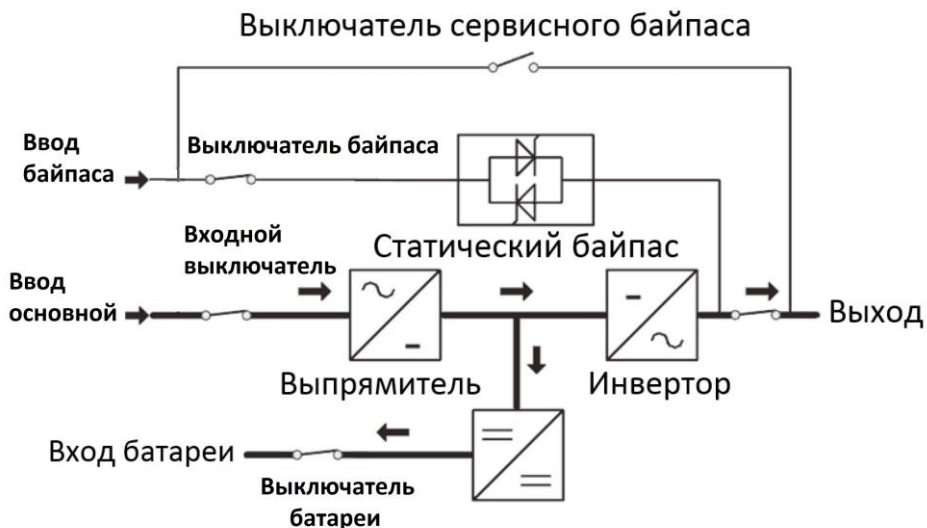 Выключатель сервисного байпаса
Ввод
байпаса
Выключатель байпаса
Статический байпас
Входной
выключатель
Ввод
основной
Выход
Выпрямитель
Инвертор
Вход батареи
Выключатель
батареи